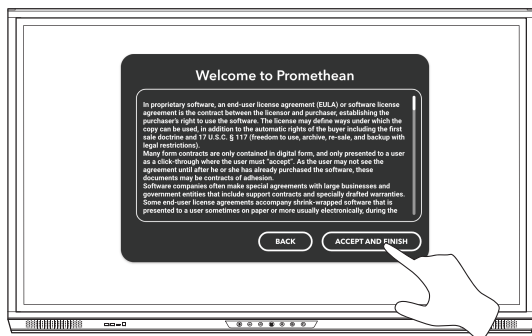 Welcome to Promethean
In proprietary software, an end-user license agreement (EULA) or software license
agreement is the contract between the licensor and purchaser, establishing the
purchaser's right to use the software. The license may define ways under which the
copy can be used, in addition to the automatic rights of the buyer including the first
sale doctrine and 17 U.S.C. § 117 (freedom to use, archive, re-sale, and backup with
legal restrictions).
Many form contracts are only contained in digital form, and only presented to a user
as a click-through where the user must "accept". As the user may not see the
agreement until after he or she has already purchased the software, these
documents may be contracts of adhesion.
Software companies often make special agreements with large businesses and
government entities that include support contracts and specially drafted warranties.
Some end-user license agreements accompany shrink-wrapped software that is
presented to a user sometimes on paper or more usually electronically, during the
BACK
ACCEPT AND FINISH